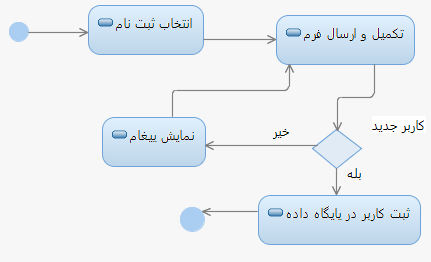 انتخاب ثبت نام
تکمیل و ارسال فرم
کاربر جدید
خیر
نمایش پیغام
بله
ثبت کاربر در پایگاه داده